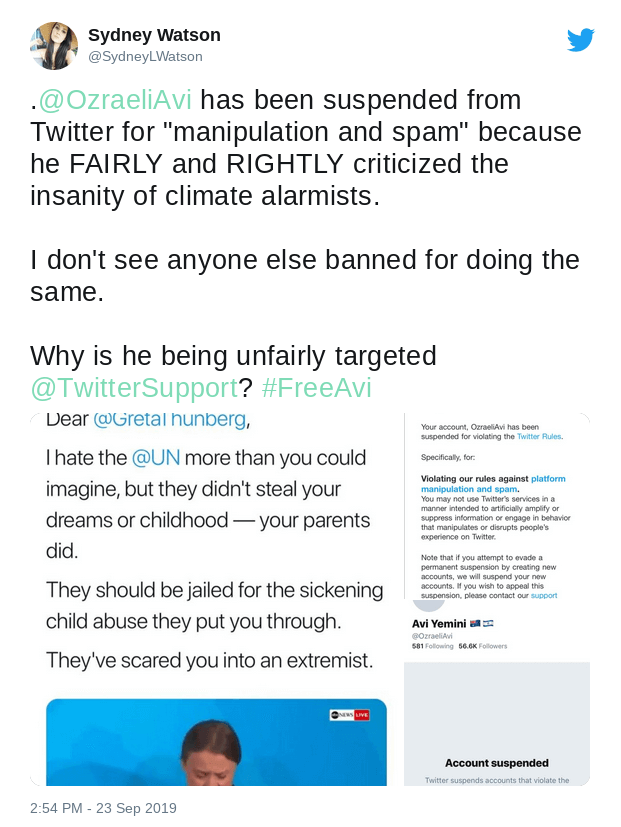 Sydney Watson
@SydneyLWatson
.@OzraeliAvi has been suspended from
Twitter for "manipulation and spam" because
he FAIRLY and RIGHTLY criticized the
insanity of climate alarmists.
I don't see anyone else banned for doing the
same.
Why is he being unfairly targeted
@TwitterSupport? #FreeAvi
Dear @GretaThunberg,
I hate the @UN more than you could
imagine, but they didn't steal your
dreams or childhood — your parents
did.
They should be jailed for the sickening
child abuse they put you through.
They've scared you into an extremist.
NEWS LIVE
Your account, OzraeliAvi has been
suspended for violating the Twitter Rules.
Specifically, for:
Violating our rules against platform
manipulation and spam.
You may not use Twitter's services in a
manner intended to artificially amplify or
suppress information or engage in behavior
that manipulates or disrupts people's
experience on Twitter.
Note that if you attempt to evade a
permanent suspension by creating new
accounts, we will suspend your new
accounts. If you wish to appeal this
suspension, please contact our support
Avi Yemini
@OzraeliAvi
581 Following 56.6K Followers
Account suspended
Twitter suspends accounts that violate the
2:54 PM - 23 Sep 2019